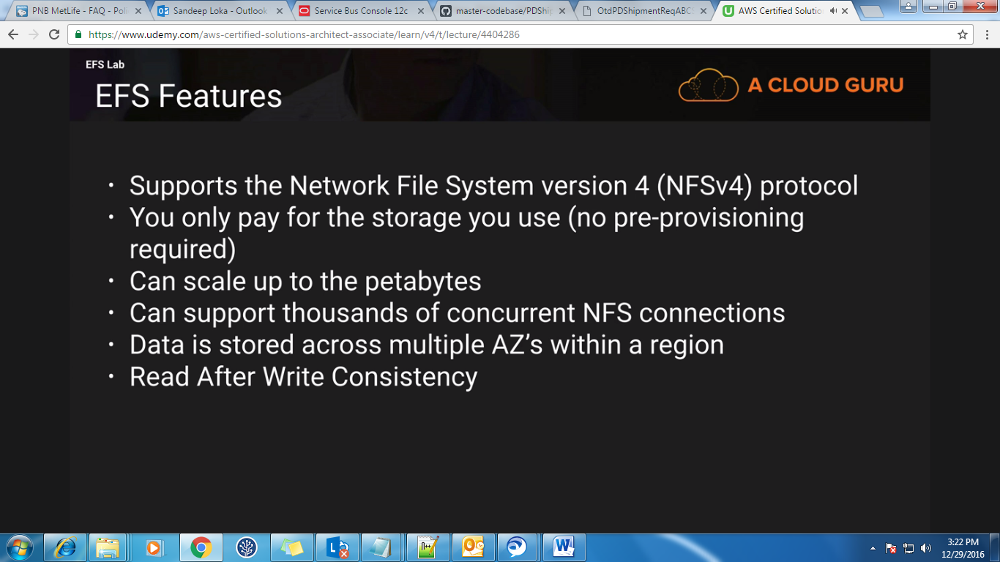 PNB MetLife - FAQ - Poli
Sandeep Loka - Outlook
Service Bus Console 12c
master-codebase/PDShip
OtdPDShipmentReqABCS
AWS Certified Solutio
https://www.udemy.com/aws-certified-solutions-architect-associate/learn/v4/t/lecture/4404286
EFS Lab
EFS Features
A CLOUD GURU
• Supports the Network File System version 4 (NFSv4) protocol
• You only pay for the storage you use (no pre-provisioning
required)
• Can scale up to the petabytes
• Can support thousands of concurrent NFS connections
• Data is stored across multiple AZ’s within a region
• Read After Write Consistency
3:22 PM
12/29/2016